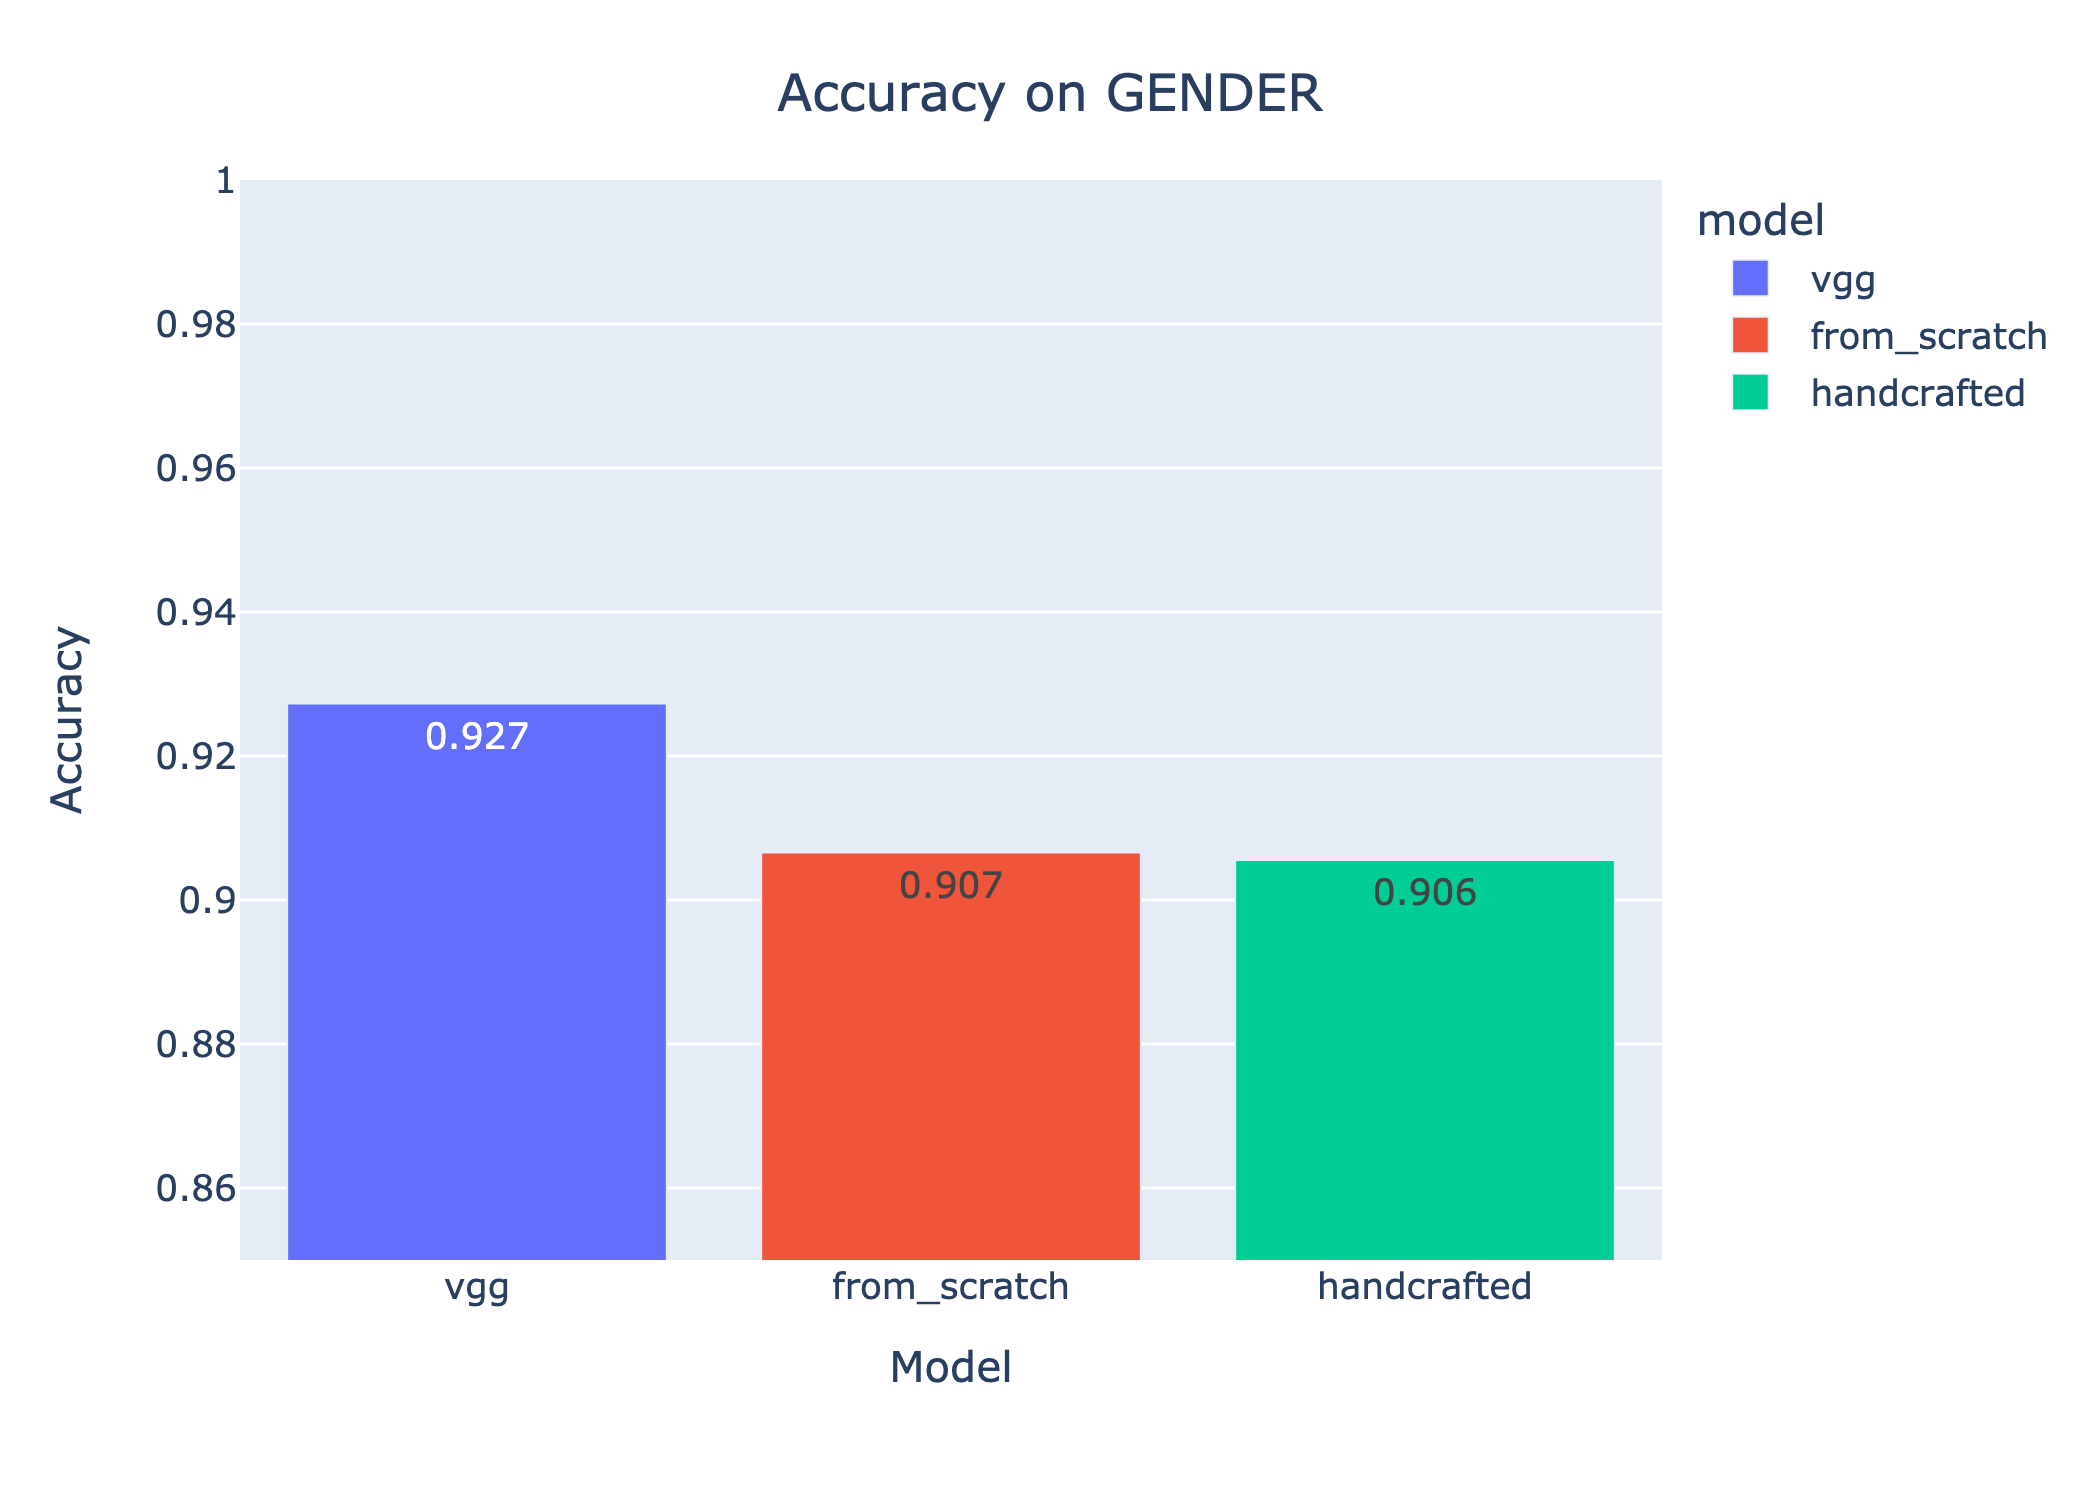 Accuracy on GENDER
1
0.98
0.96
0.94
0.92
0.9
0.88
0.86
Accuracy
0.927
0.907
0.906
vgg
from_scratch
handcrafted
Model
model
vgg
from_scratch
handcrafted